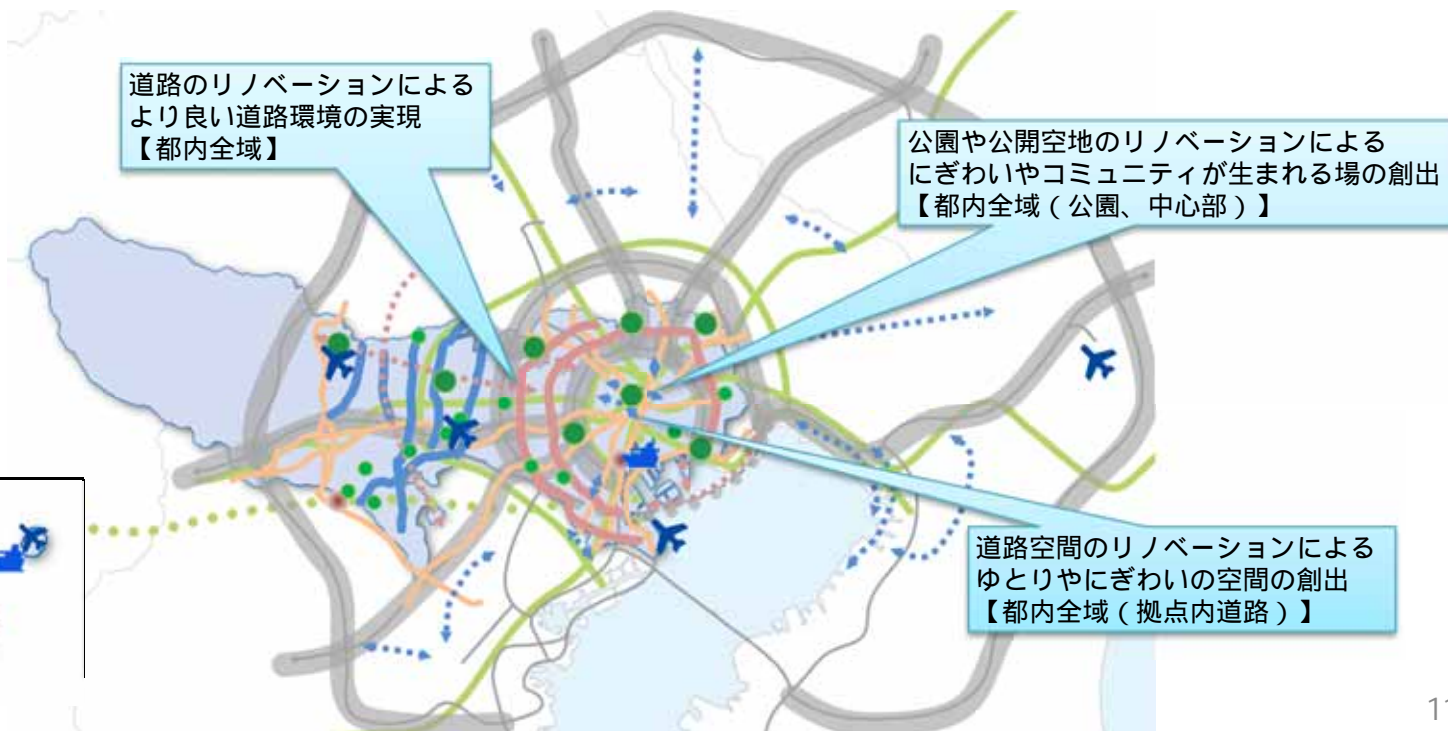 道路のリノベーションによる
より良い道路環境の実現
【都内全域】
公園や公開空地のリノベーションによる
にぎわいやコミュニティが生まれる場の創出
【都内全域（公園、中心部）】
道路空間のリノベーションによる
ゆとりやにぎわいの空間の創出
【都内全域（拠点内道路）】